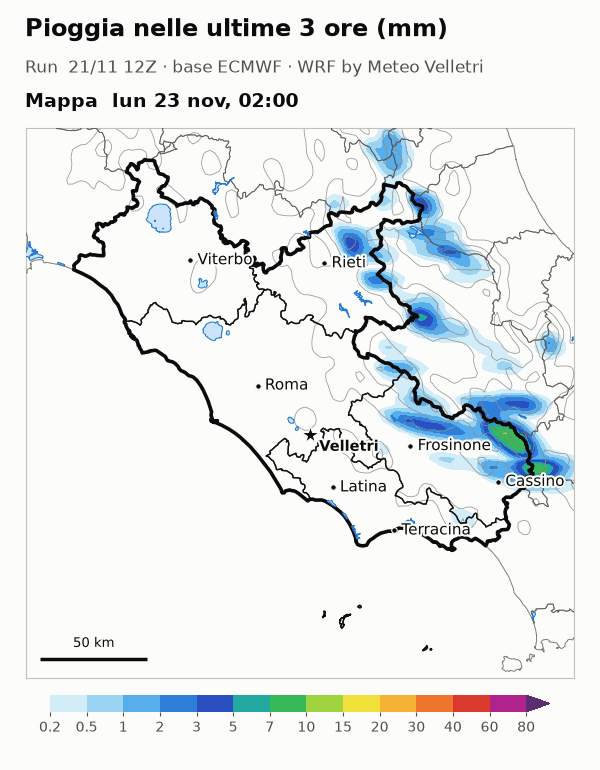 Pioggia nelle ultime 3 ore (mm)
Run  21/11 12Z · base ECMWF · WRF by Meteo Velletri
Mappa  lun 23 nov, 02:00
Viterbo
Rieti
Roma
Velletri
Frosinone
Latina
Cassino
Terracina
50 km
0.2 0.5 1 2 3 5 7 10 15 20 30 40 60 80